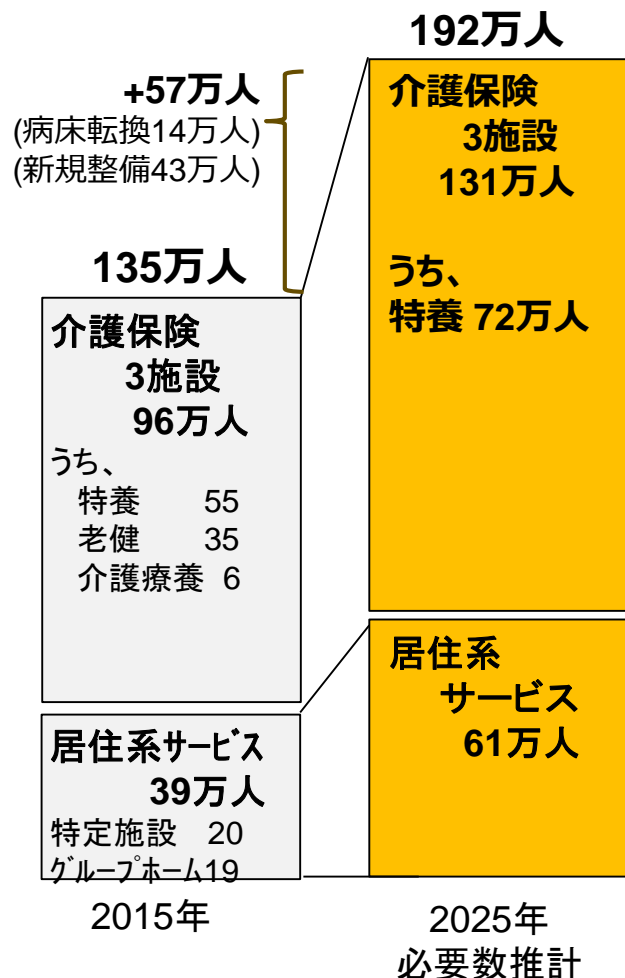 +57万人
(病床転換14万人)
(新規整備43万人)
135万人
介護保険
3施設
96万人
うち、
特養 55
老健 35
介護療養 6
居住系サービス
39万人
特定施設 20
グループホーム19
2015年
192万人
介護保険
3施設
131万人
うち、
特養 72万人
居住系
サービス
61万人
2025年
必要数推計